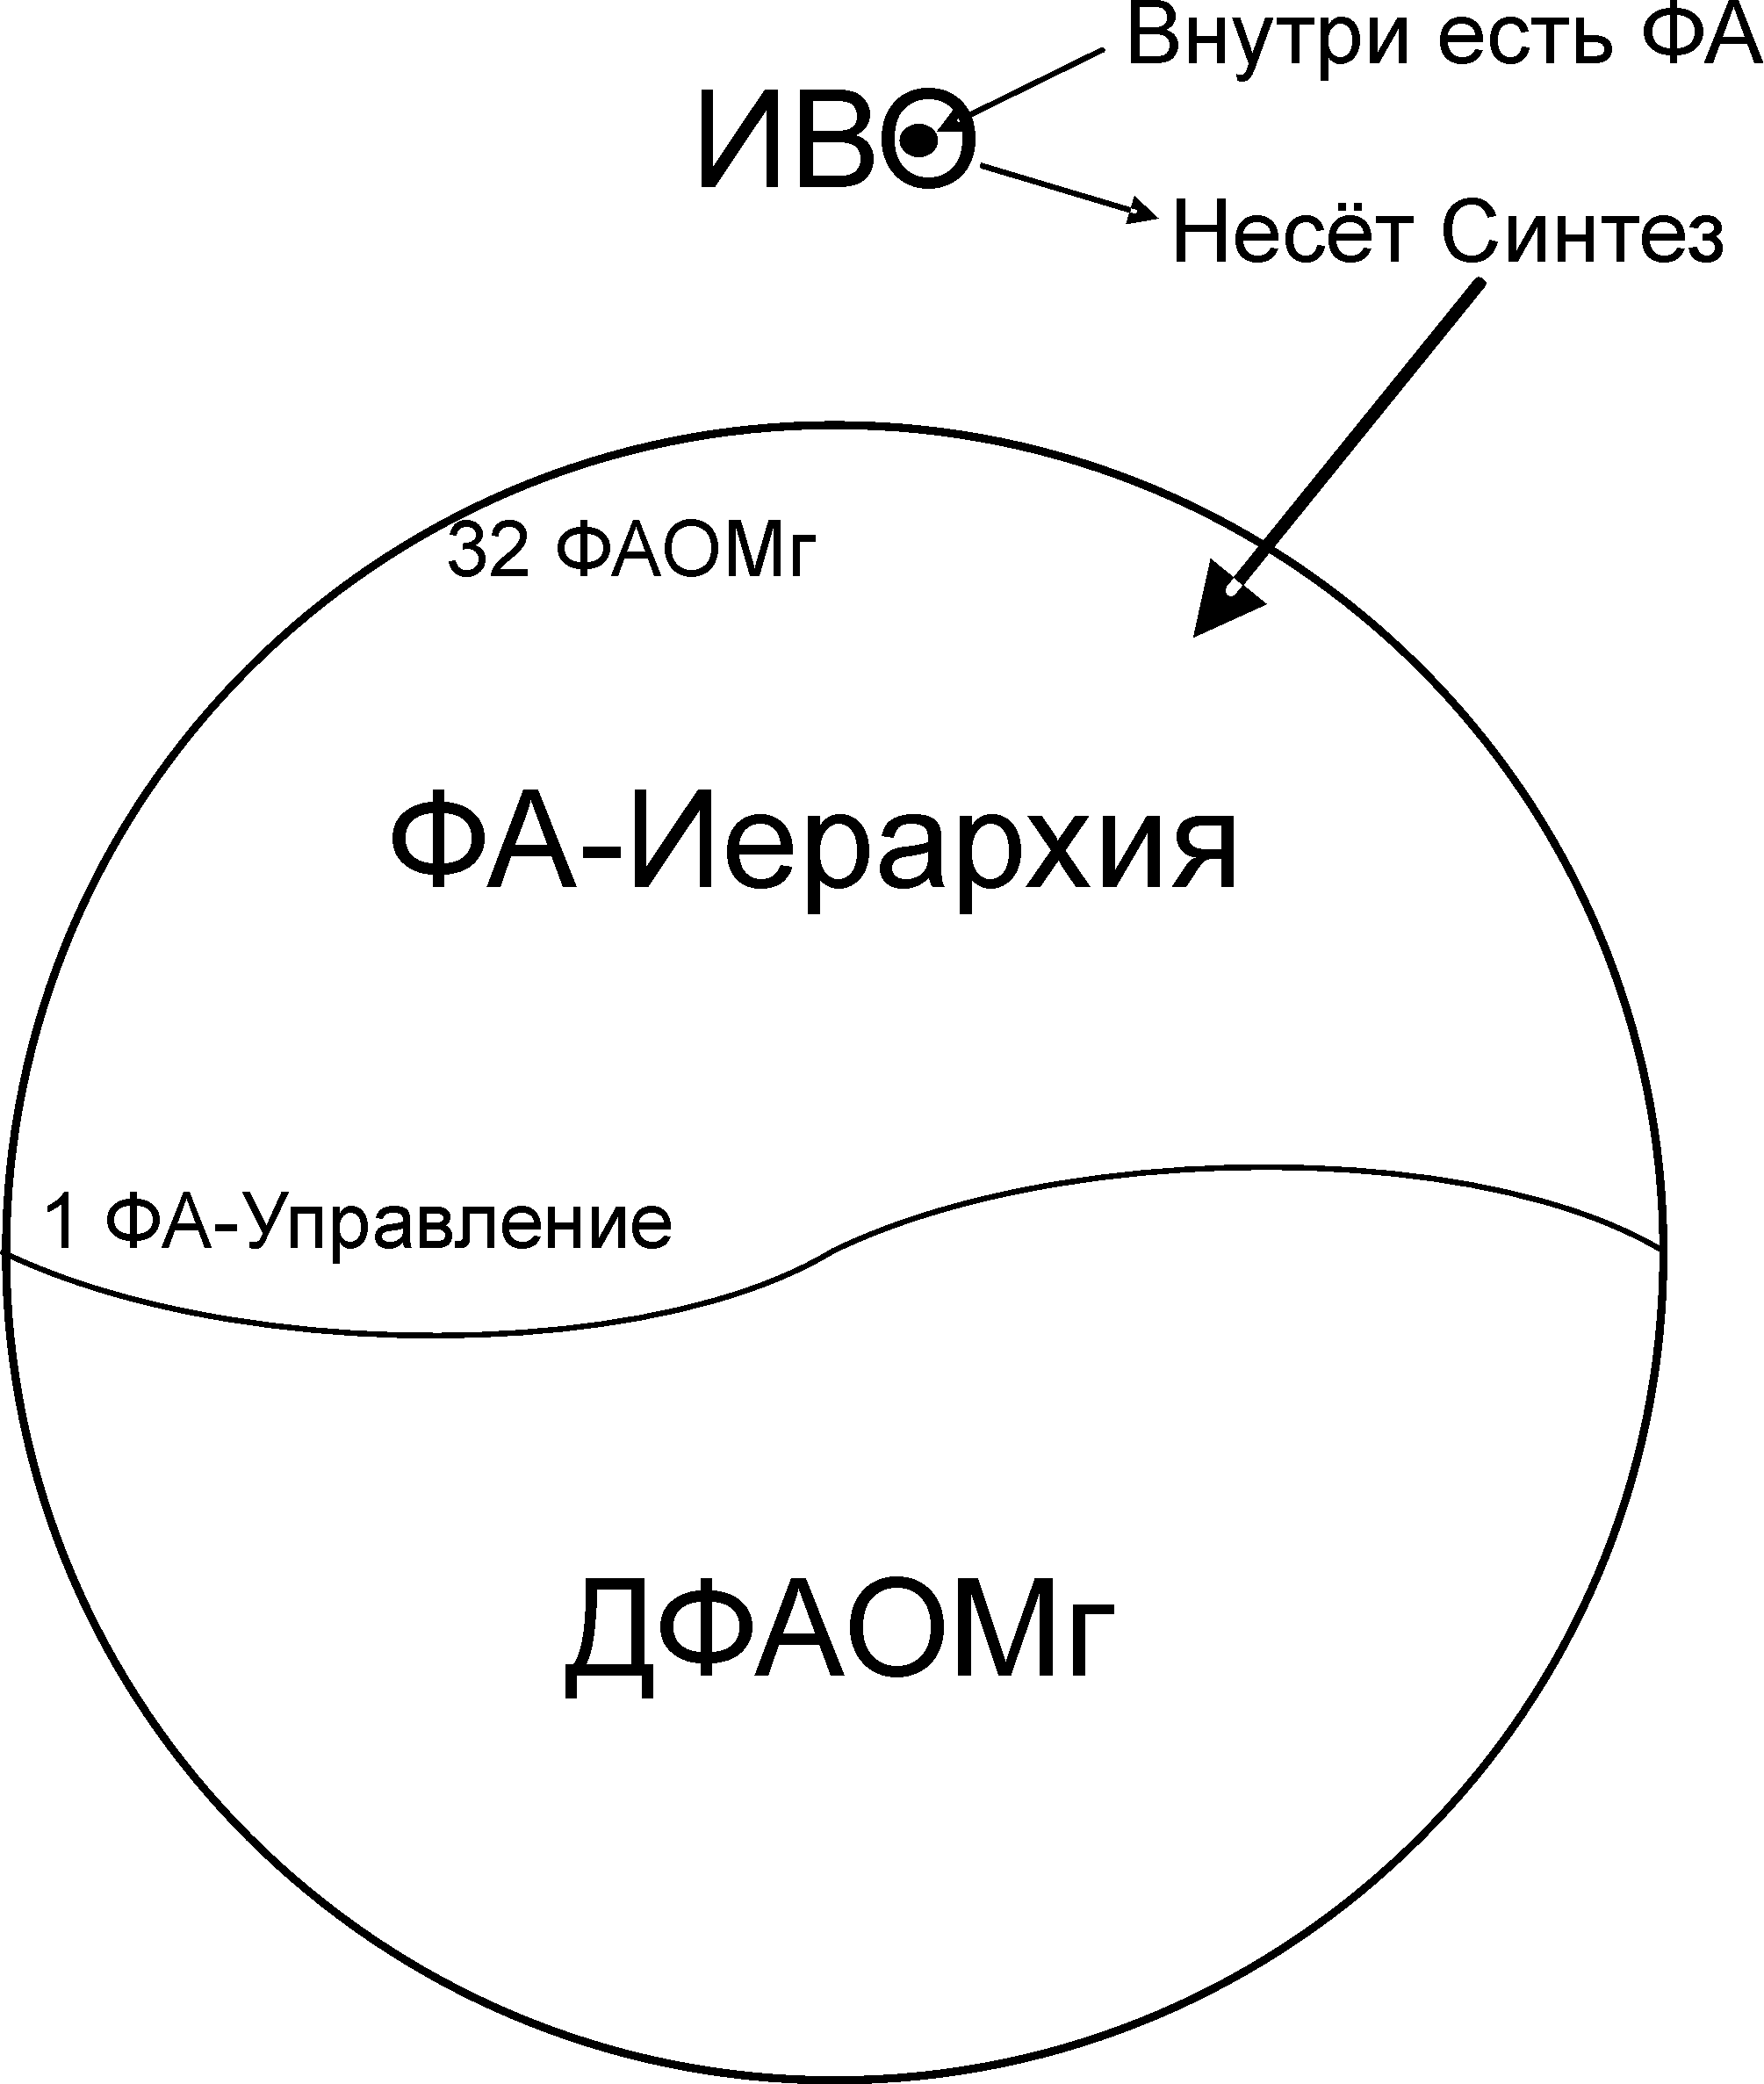 Внутри есть ФА
ИВО
Несёт Синтез
32 ФАОМг
ФА-Иерархия
1 ФА-Управление
ДФАОМг